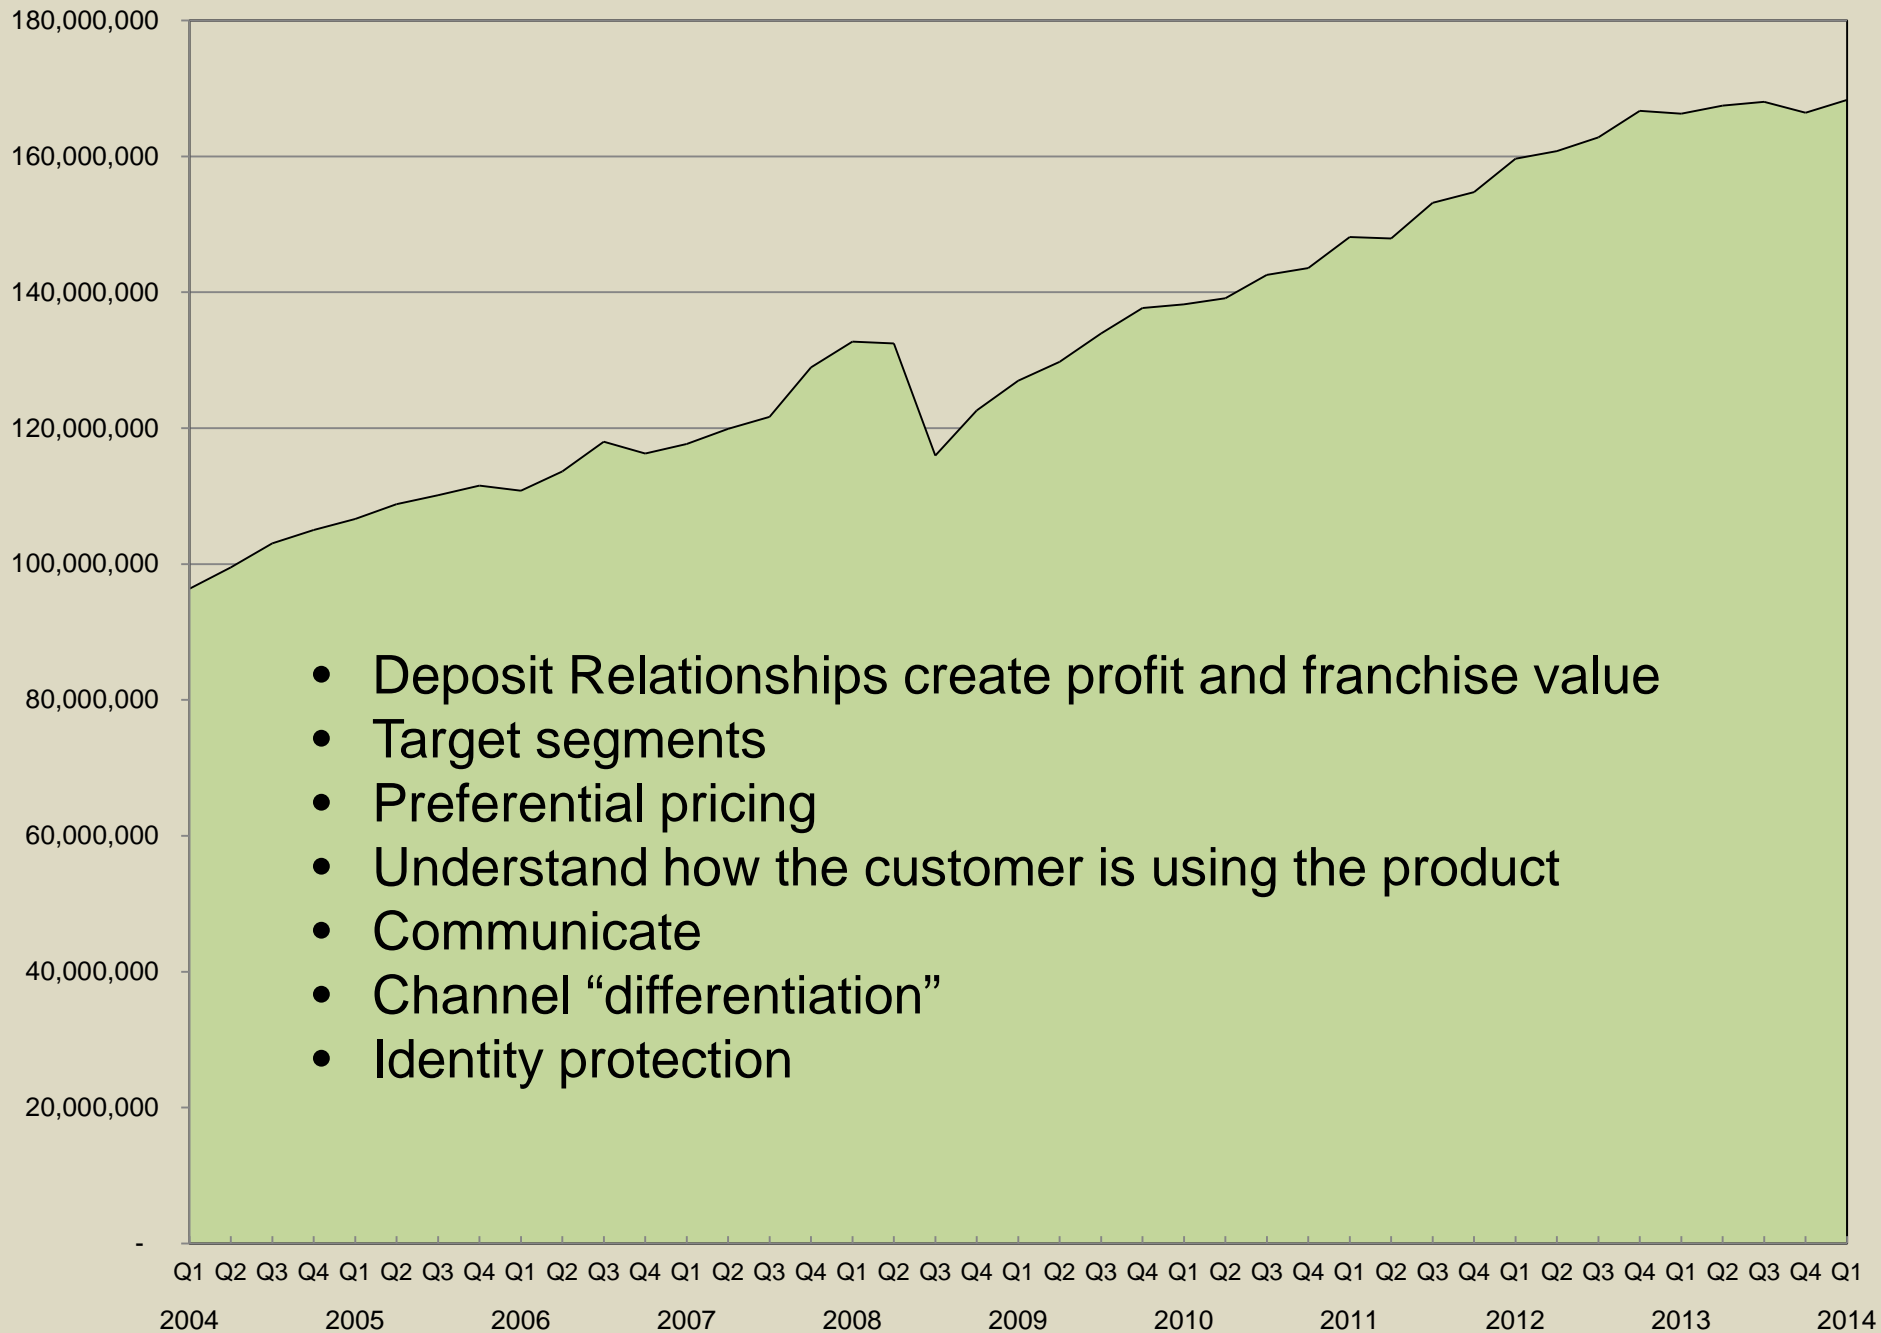 180,000,000
160,000,000
140,000,000
120,000,000
100,000,000
80,000,000
60,000,000
40,000,000
20,000,000
-
• Deposit Relationships create profit and franchise value
• Target segments
• Preferential pricing
• Understand how the customer is using the product
• Communicate
• Channel “differentiation”
• Identity protection
Q1 Q2 Q3 Q4 Q1 Q2 Q3 Q4 Q1 Q2 Q3 Q4 Q1 Q2 Q3 Q4 Q1 Q2 Q3 Q4 Q1 Q2 Q3 Q4 Q1 Q2 Q3 Q4 Q1 Q2 Q3 Q4 Q1 Q2 Q3 Q4 Q1 Q2 Q3 Q4 Q1
2004 2005 2006 2007 2008 2009 2010 2011 2012 2013 2014